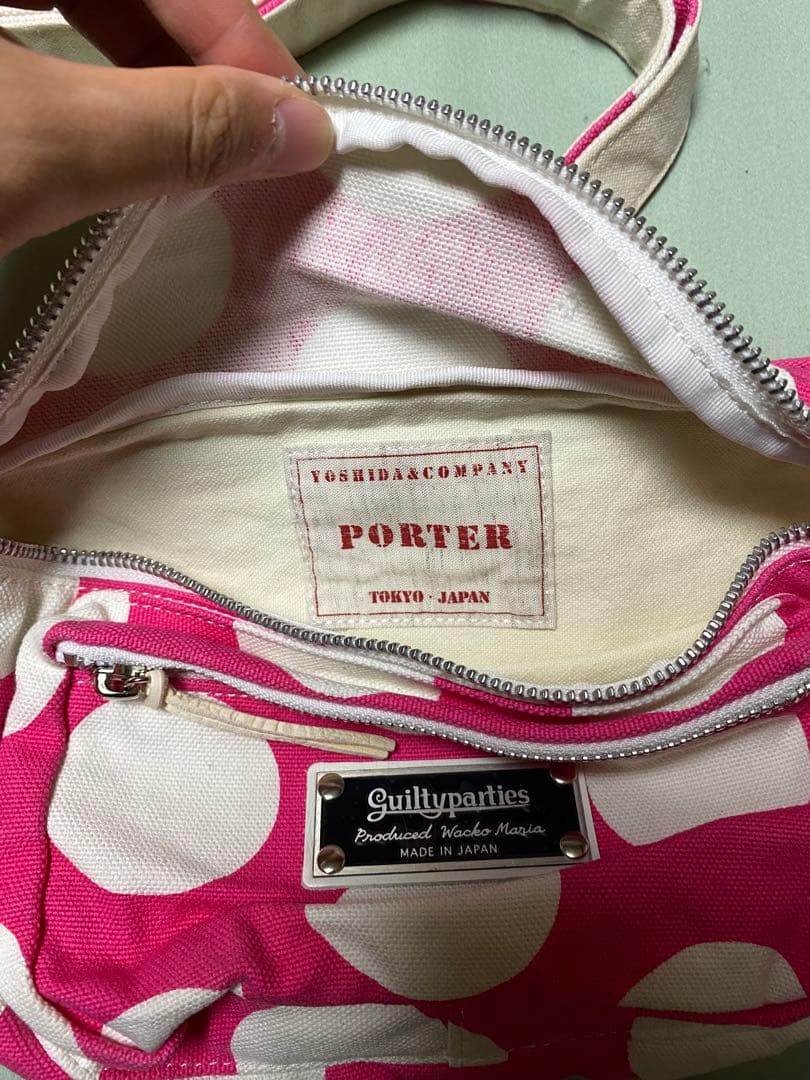 YOSHIDA&COMPANY
PORTER
TOKYO · JAPAN
Guiltyparties
Produced Wacko Maria
MADE IN JAPAN